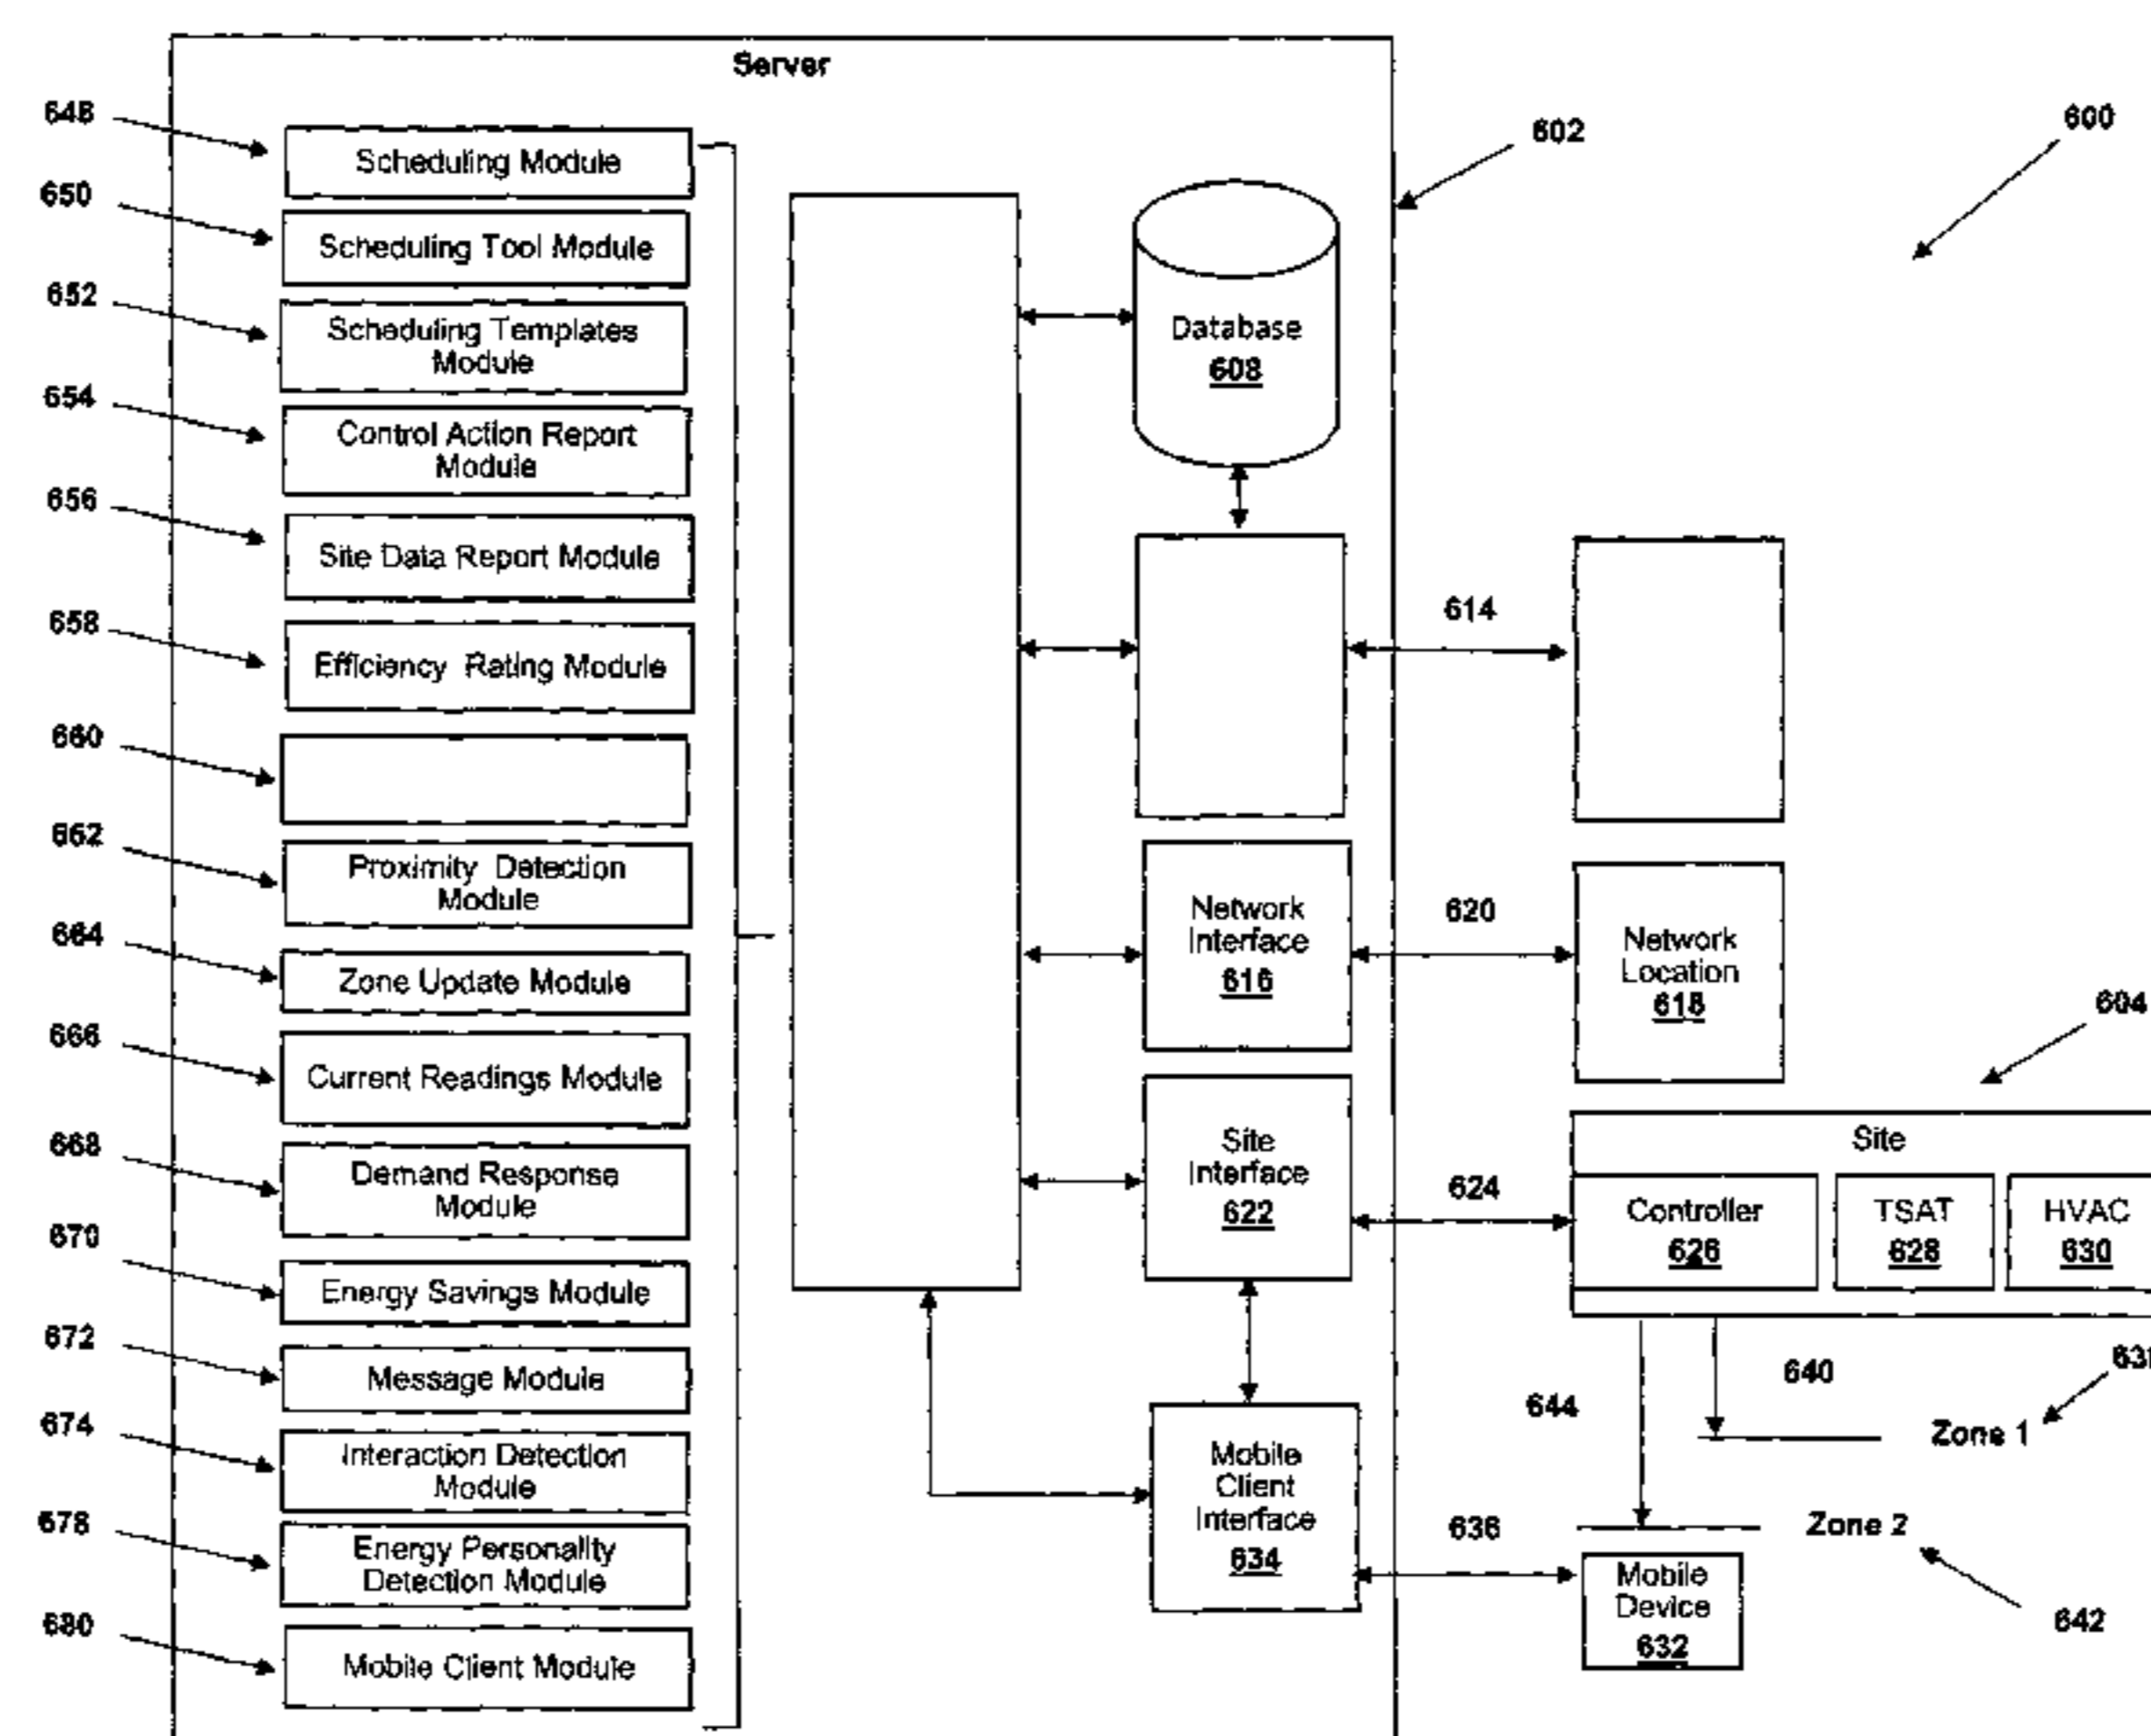 Server
648
Scheduling Module
650
Scheduling Tool Module
652
Scheduling Templates
Module
654
Control Action Report
Module
656
Site Data Report Module
658
Efficiency Rating Module
660
662
Proximity Detection
Module
664
Zone Update Module
666
Current Readings Module
668
Demand Response
Module
670
Energy Savings Module
672
Message Module
674
Interaction Detection
Module
678
Energy Personality
Detection Module
680
Mobile Client Module
Database
608
602
600
614
Network
Interface
616
620
Network
Location
618
604
Site
Interface
622
624
Site
Controller
626
TSAT
628
HVAC
630
640
644
Zone 1
Mobile
Client
Interface
634
636
Zone 2
642
Mobile
Device
632